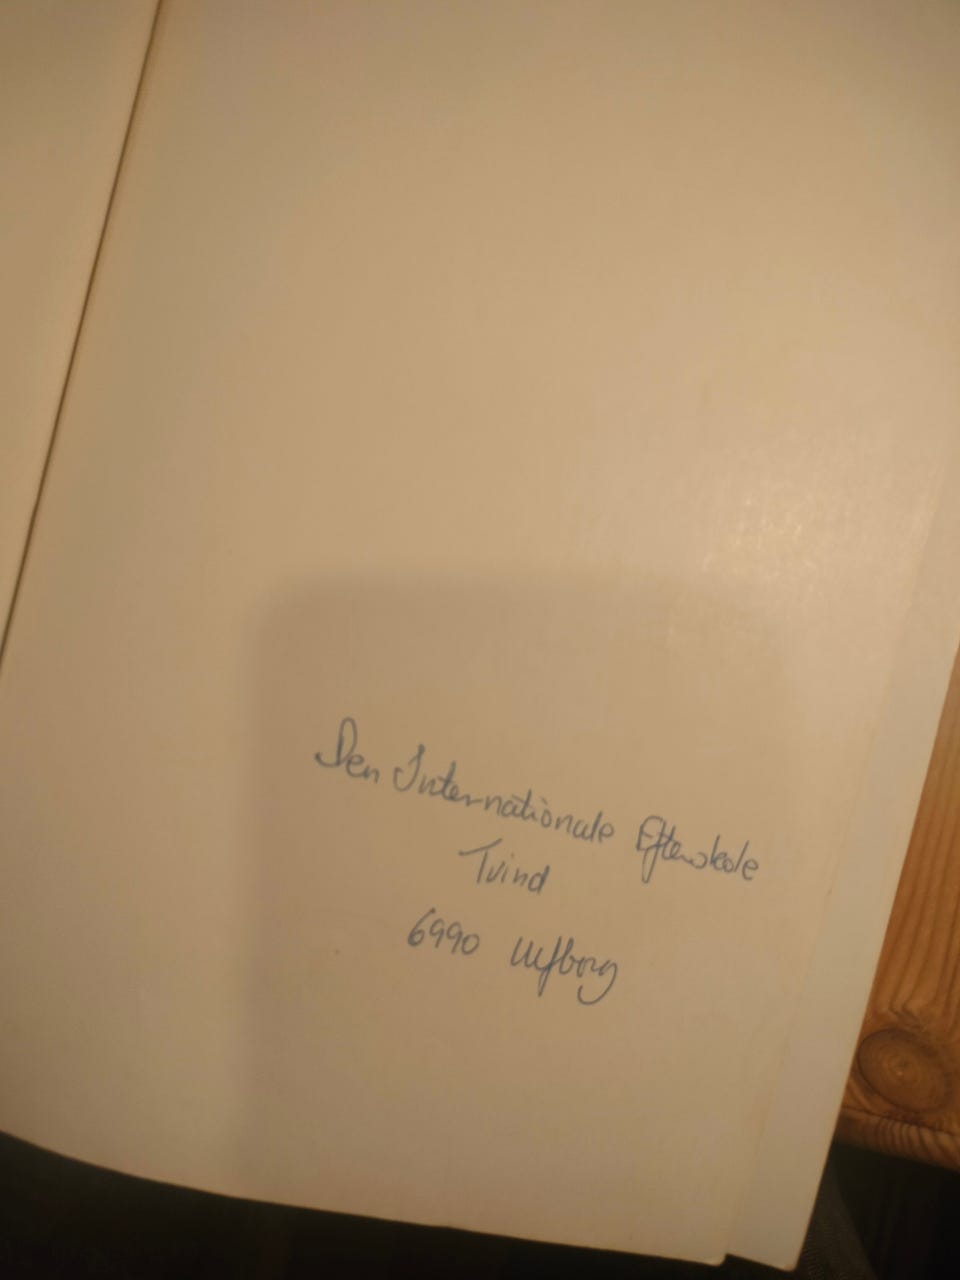 Den Internationale Efterskole
Tvind
6990 Ulfborg